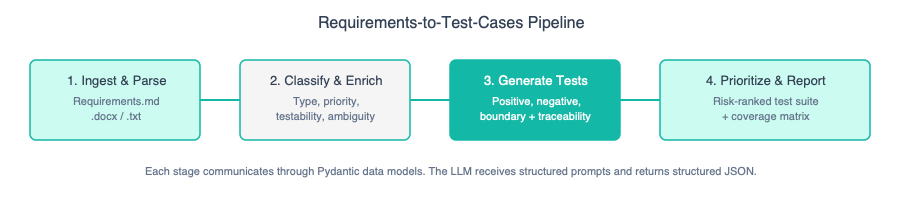 Requirements-to-Test-Cases Pipeline
1. Ingest & Parse
Requirements.md
.docx / .txt
2. Classify & Enrich
Type, priority,
testability, ambiguity
3. Generate Tests
Positive, negative,
boundary + traceability
4. Prioritize & Report
Risk-ranked test suite
+ coverage matrix
Each stage communicates through Pydantic data models. The LLM receives structured prompts and returns structured JSON.